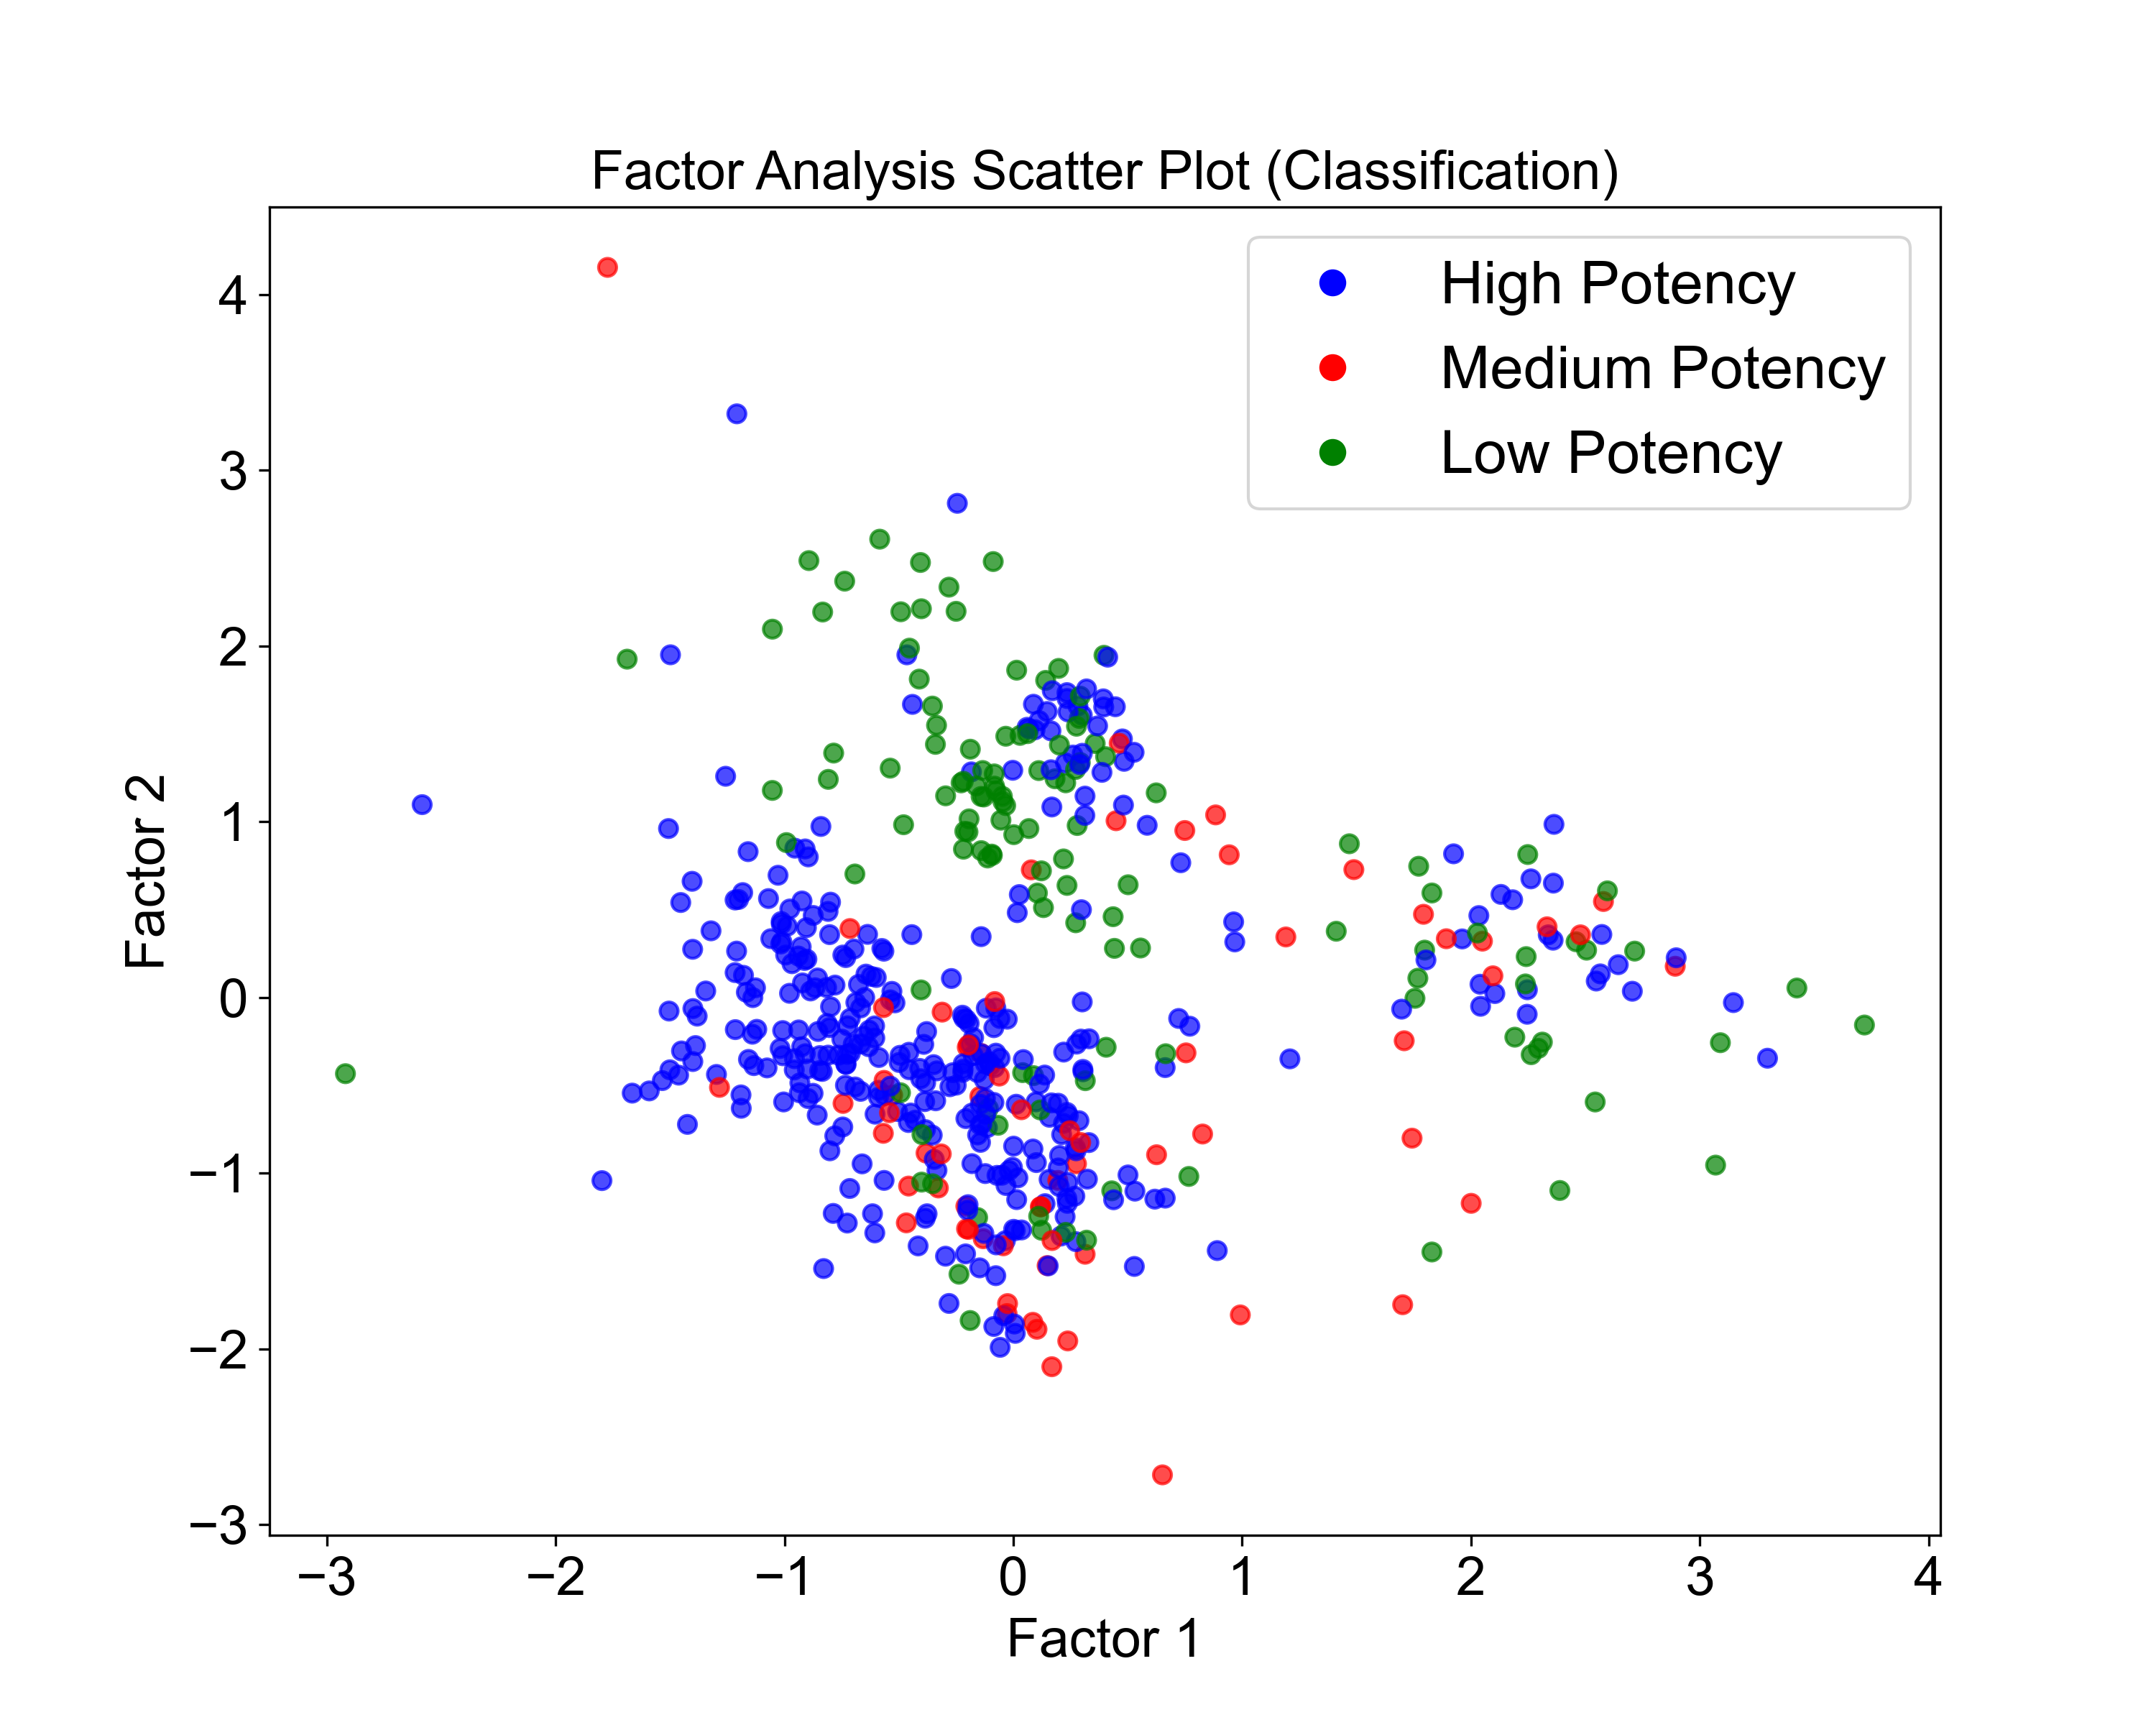 Factor Analysis Scatter Plot (Classification)
High Potency
Medium Potency
Low Potency
4
3
2
1
0
−1
−2
−3
Factor 2
−3 −2 −1 0 1 2 3 4
Factor 1